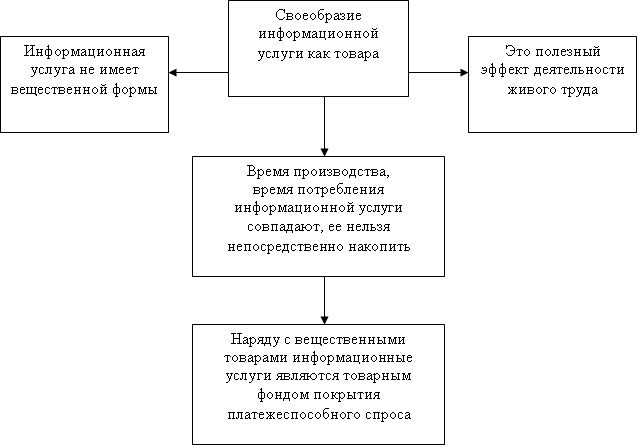 Своеобразие
информационной
услуги как товара
Информационная
услуга не имеет
вещественной формы
Это полезный
эффект деятельности
живого труда
Время производства,
время потребления
информационной услуги
совпадают, ее нельзя
непосредственно накопить
Наряду с вещественными
товарами информационные
услуги являются товарным
фондом покрытия
платежеспособного спроса